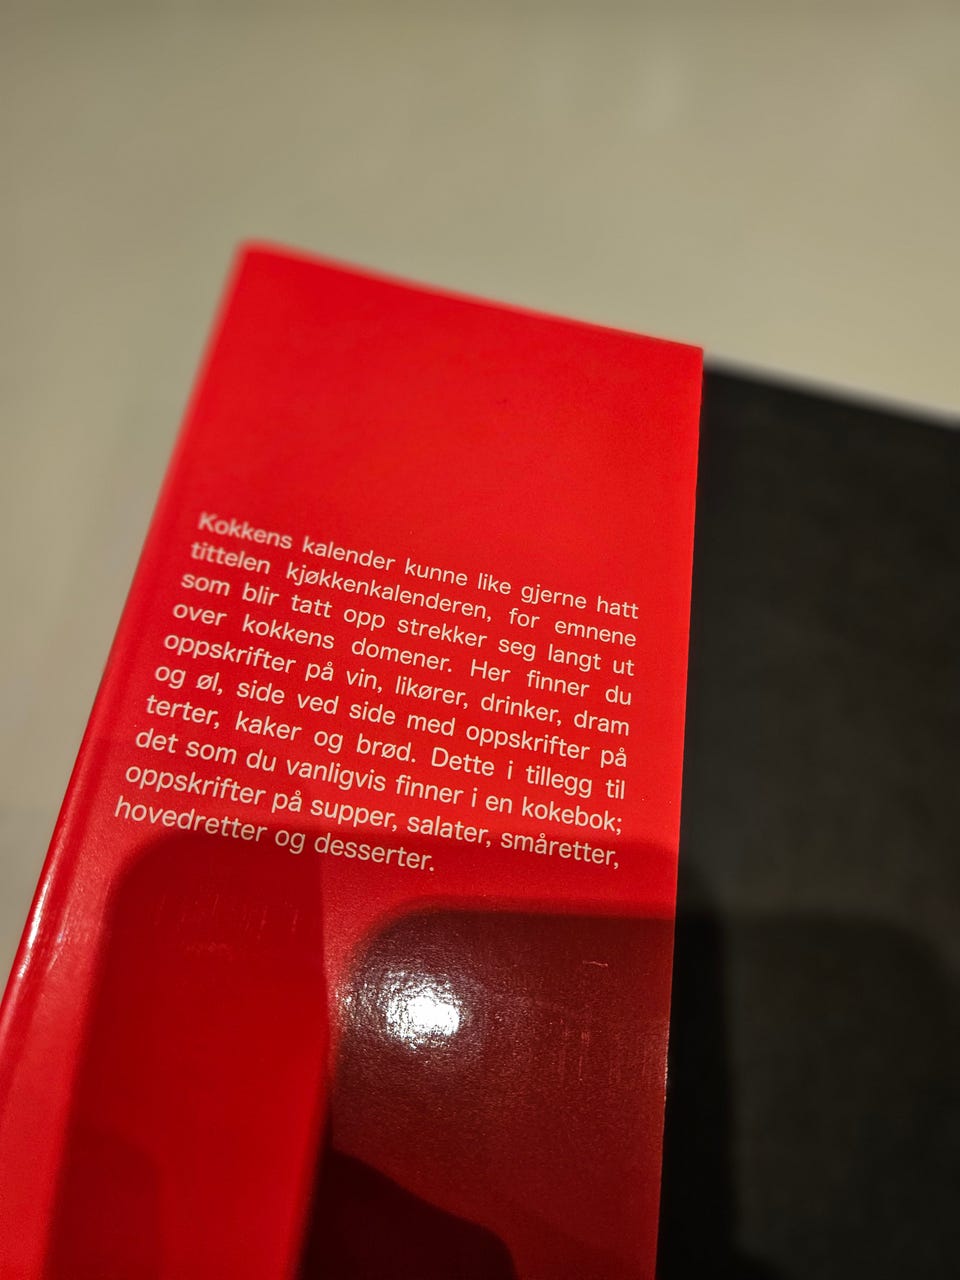 Kokkens kalender kunne like gjerne hatt
tittelen kjøkkenkalenderen, for emnene
som blir tatt opp strekker seg langt ut
over kokkens domener. Her finner du
oppskrifter på vin, likører, drinker, dram
og øl, side ved side med oppskrifter på
terter, kaker og brød. Dette i tillegg til
det som du vanligvis finner i en kokebok;
oppskrifter på supper, salater, småretter,
hovedretter og desserter.